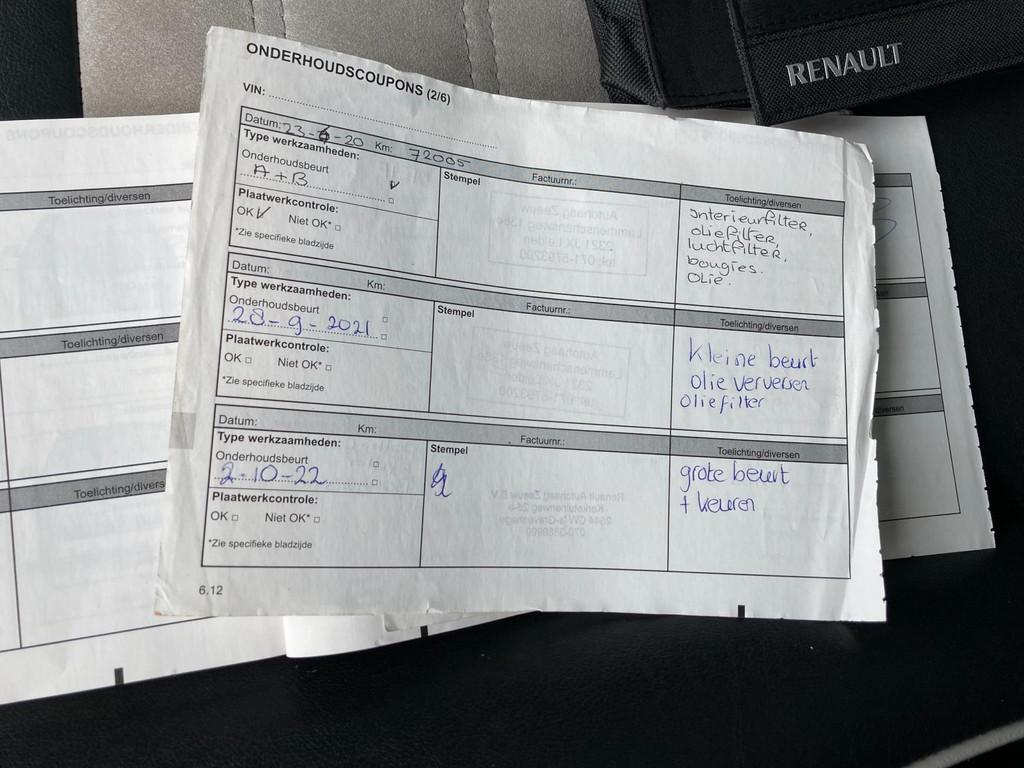 RENAULT
ONDERHOUDSCOUPONS (2/6)
VIN:
Datum: 23-6-20 Km: 72005
Type werkzaamheden:
Onderhoudsbeurt
A+B
Plaatwerkcontrole:
OK Niet OK*
*Zie specifieke bladzijde
Stempel
Factuurnr.:
Toelichting/diversen
interieurfilter,
oliefilter,
luchtfilter,
bougies.
OLIE.
Datum: Km:
Type werkzaamheden:
Onderhoudsbeurt
28-9-2021
Plaatwerkcontrole:
OK Niet OK*
*Zie specifieke bladzijde
Stempel
Factuurnr.:
Toelichting/diversen
kleine beurt
olie verversen
oliefilter
Datum: Km:
Type werkzaamheden:
Onderhoudsbeurt
2-10-22
Plaatwerkcontrole:
OK Niet OK*
*Zie specifieke bladzijde
Stempel
Factuurnr.:
Toelichting/diversen
grote beurt
+ keuren
6.12
Toelichting/diversen
Toelichting/diversen
Toelichting/divers